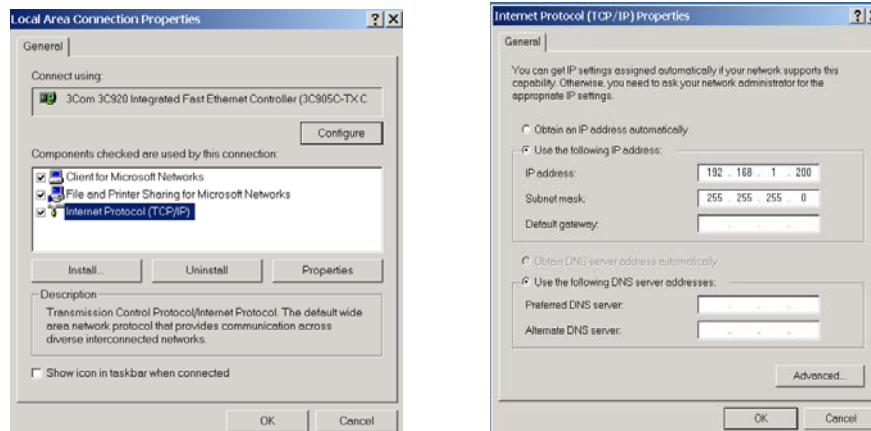 Local Area Connection Properties
General
Connect using:
3Com 3C920 Integrated Fast Ethernet Controller (3C905C-TX C
Configure
Components checked are used by this connection:
Client for Microsoft Networks
File and Printer Sharing for Microsoft Networks
Internet Protocol (TCP/IP)
Install...
Uninstall
Properties
Description
Transmission Control Protocol/Internet Protocol. The default wide
area network protocol that provides communication across
diverse interconnected networks.
Show icon in taskbar when connected
OK
Cancel
Internet Protocol (TCP/IP) Properties
General
You can get IP settings assigned automatically if your network supports this
capability. Otherwise, you need to ask your network administrator for the
appropriate IP settings.
Obtain an IP address automatically
Use the following IP address:
IP address:
192 . 168 . 1 . 200
Subnet mask:
255 . 255 . 255 . 0
Default gateway:
. . .
Obtain DNS server address automatically
Use the following DNS server addresses:
Preferred DNS server:
. . .
Alternate DNS server:
. . .
Advanced...
OK
Cancel